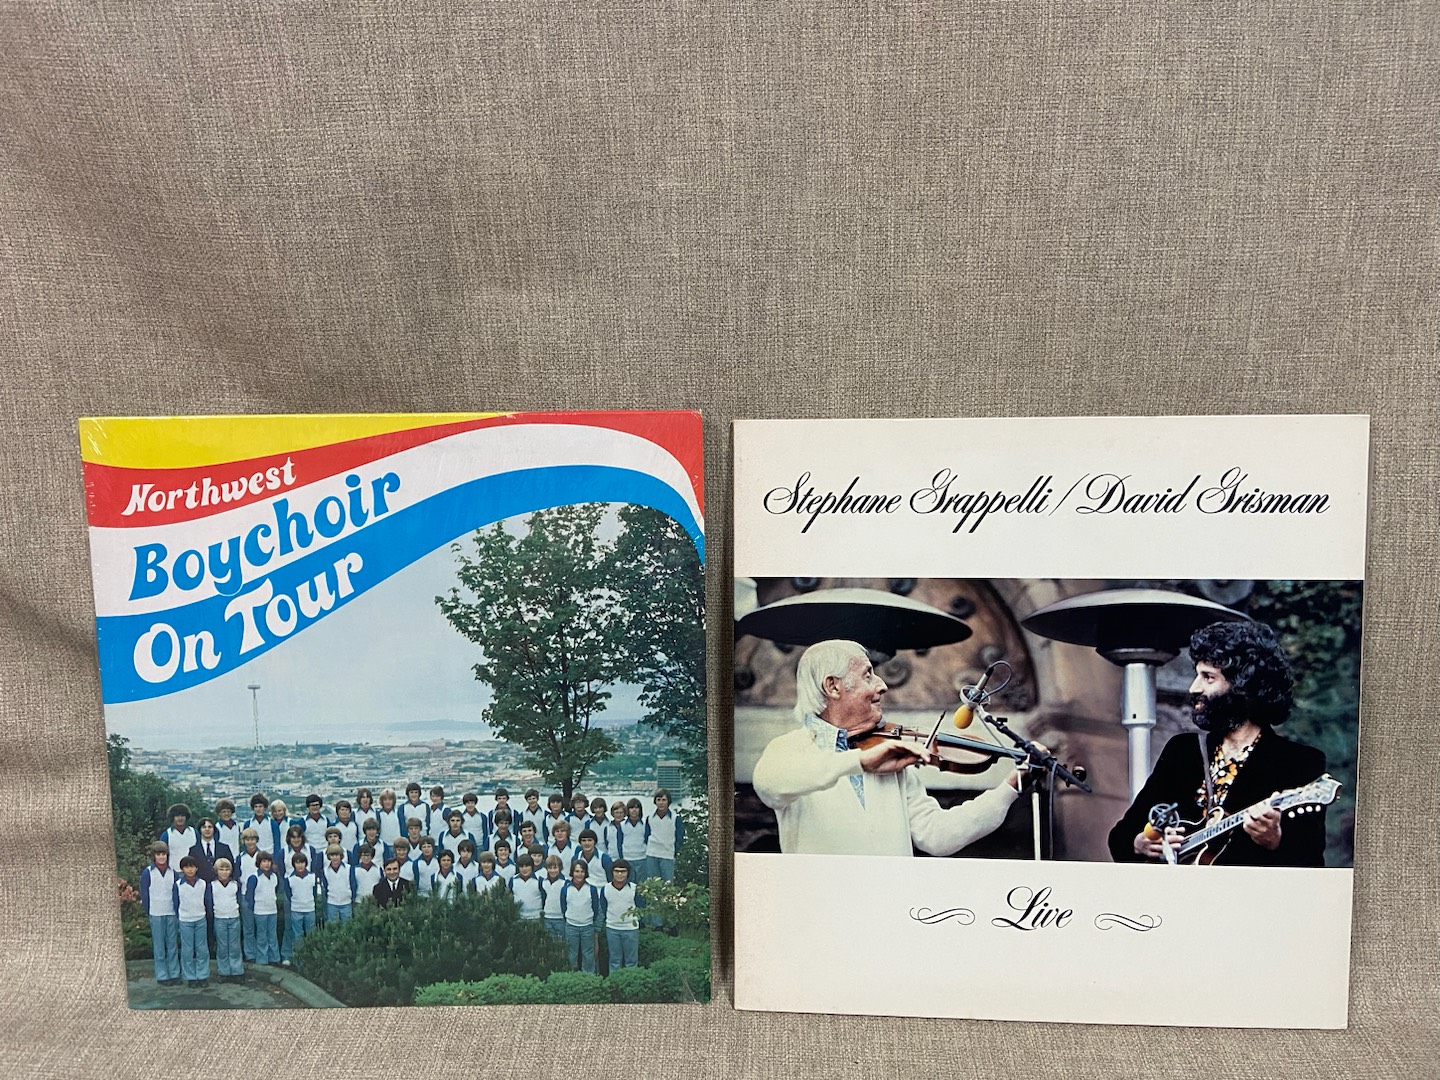 Northwest
Boychoir
On Tour
Stephane Grappelli / David Grisman
Live